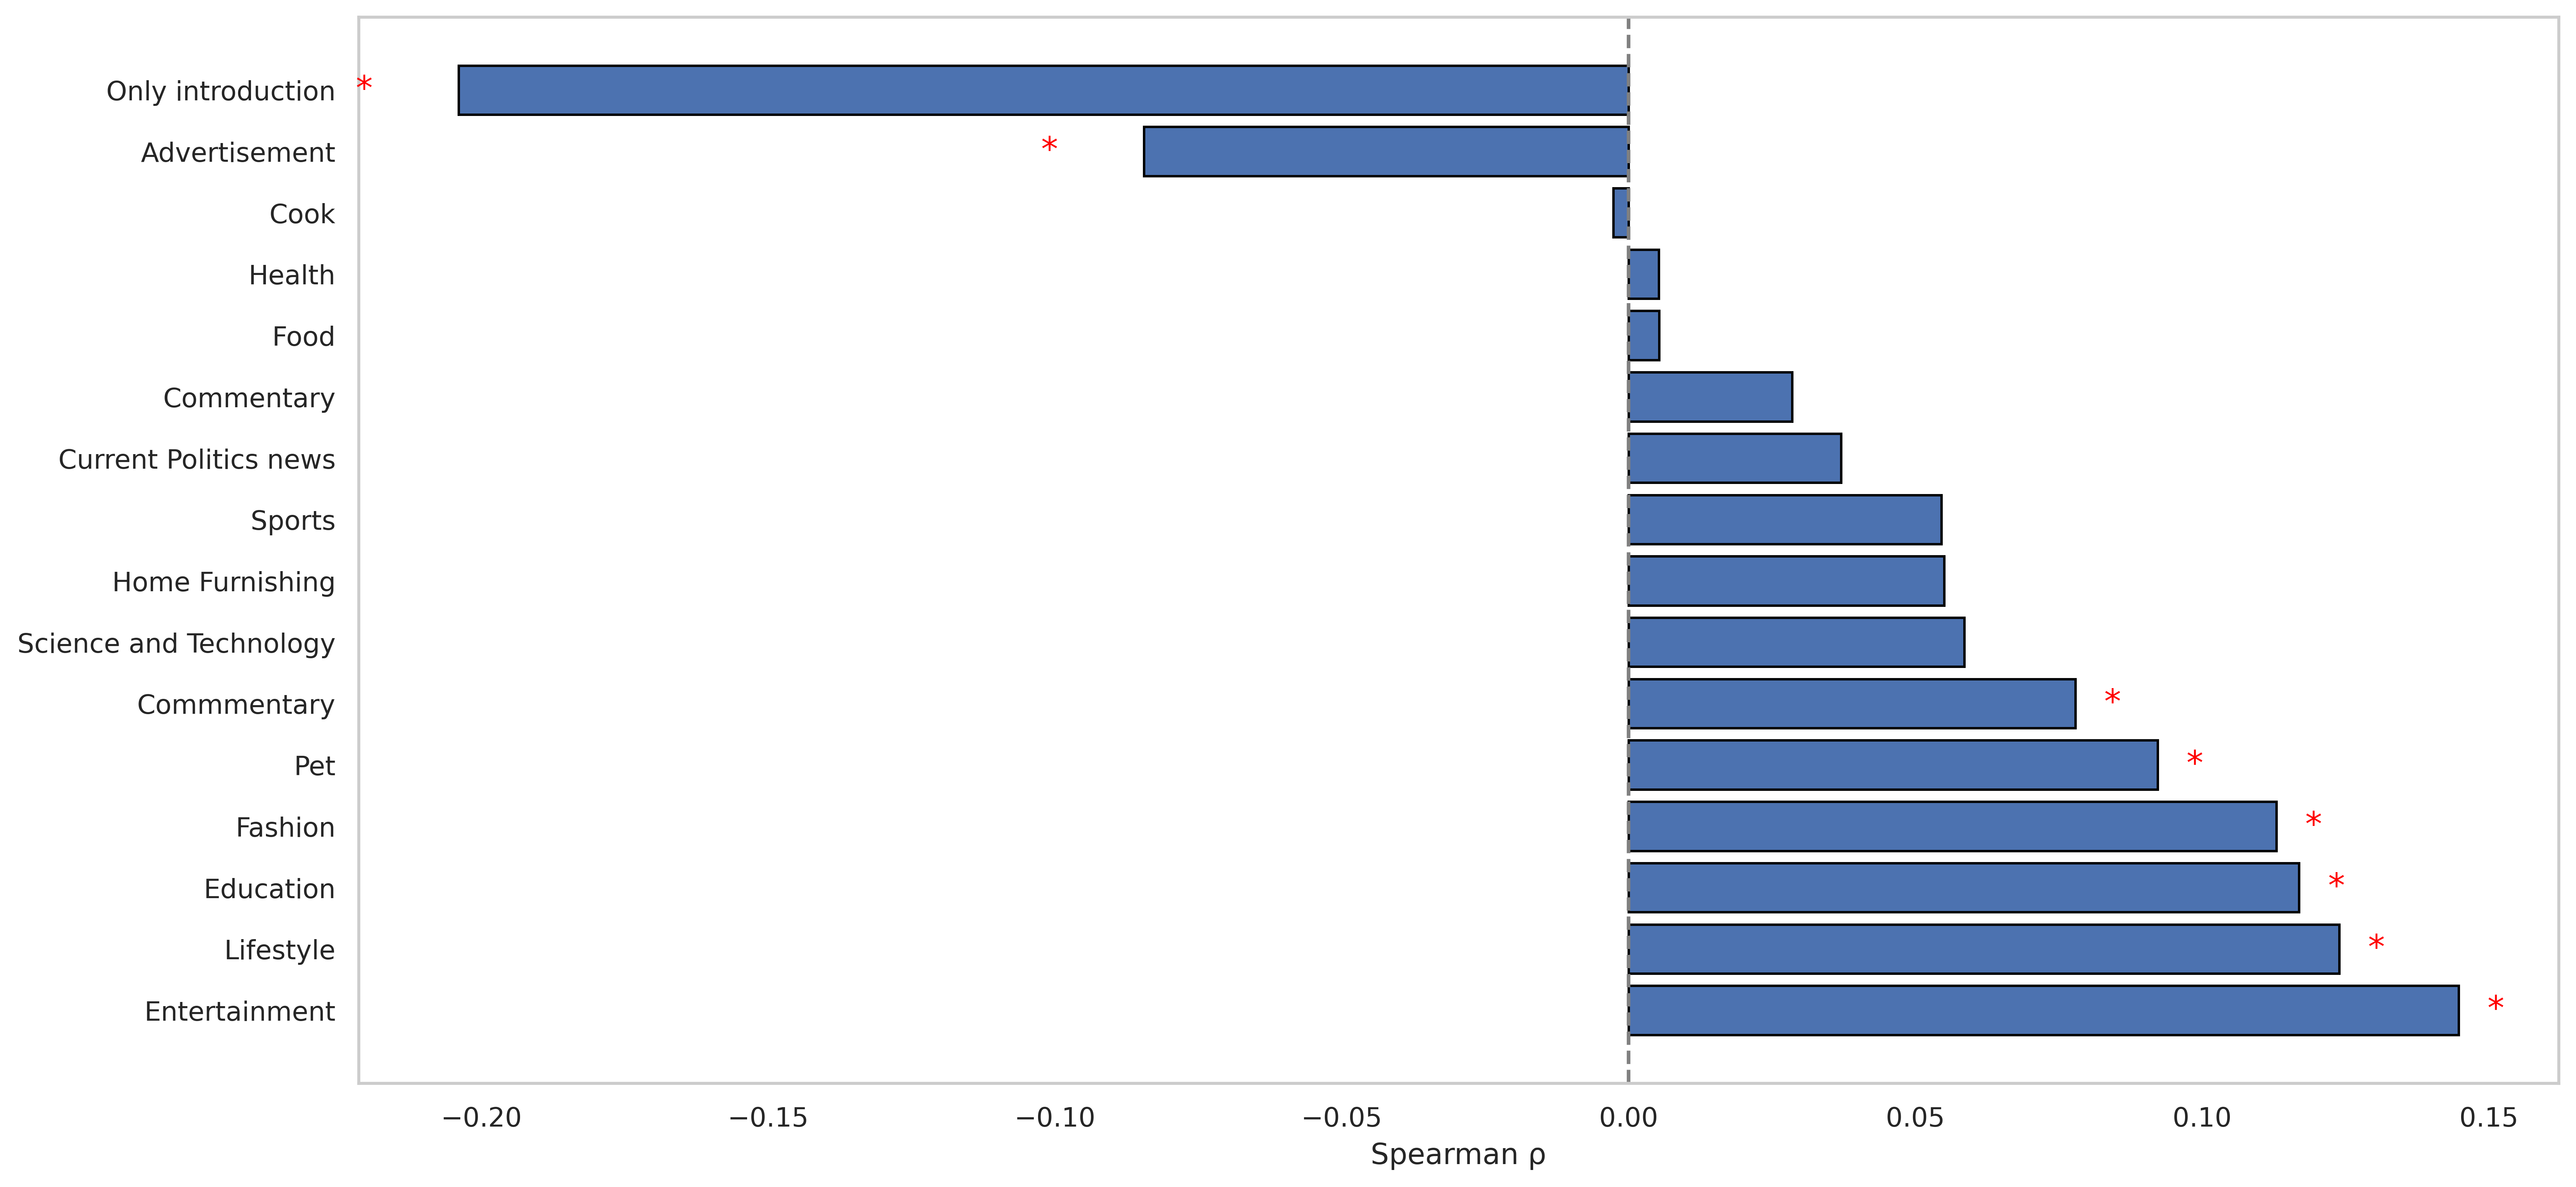 Only introduction *
Advertisement *
Cook
Health
Food
Commentary
Current Politics news
Sports
Home Furnishing
Science and Technology
Commmentary *
Pet *
Fashion *
Education *
Lifestyle *
Entertainment *
−0.20 −0.15 −0.10 −0.05 0.00 0.05 0.10 0.15
Spearman ρ